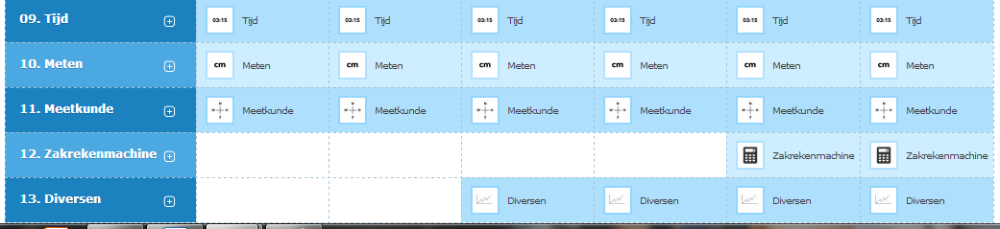 09. Tijd 03:15 Tijd 03:15 Tijd 03:15 Tijd 03:15 Tijd 03:15 Tijd 03:15 Tijd
10. Meten cm Meten cm Meten cm Meten cm Meten cm Meten cm Meten
11. Meetkunde Meetkunde Meetkunde Meetkunde Meetkunde Meetkunde Meetkunde
12. Zakrekenmachine Zakrekenmachine Zakrekenmachine
13. Diversen Diversen Diversen Diversen Diversen